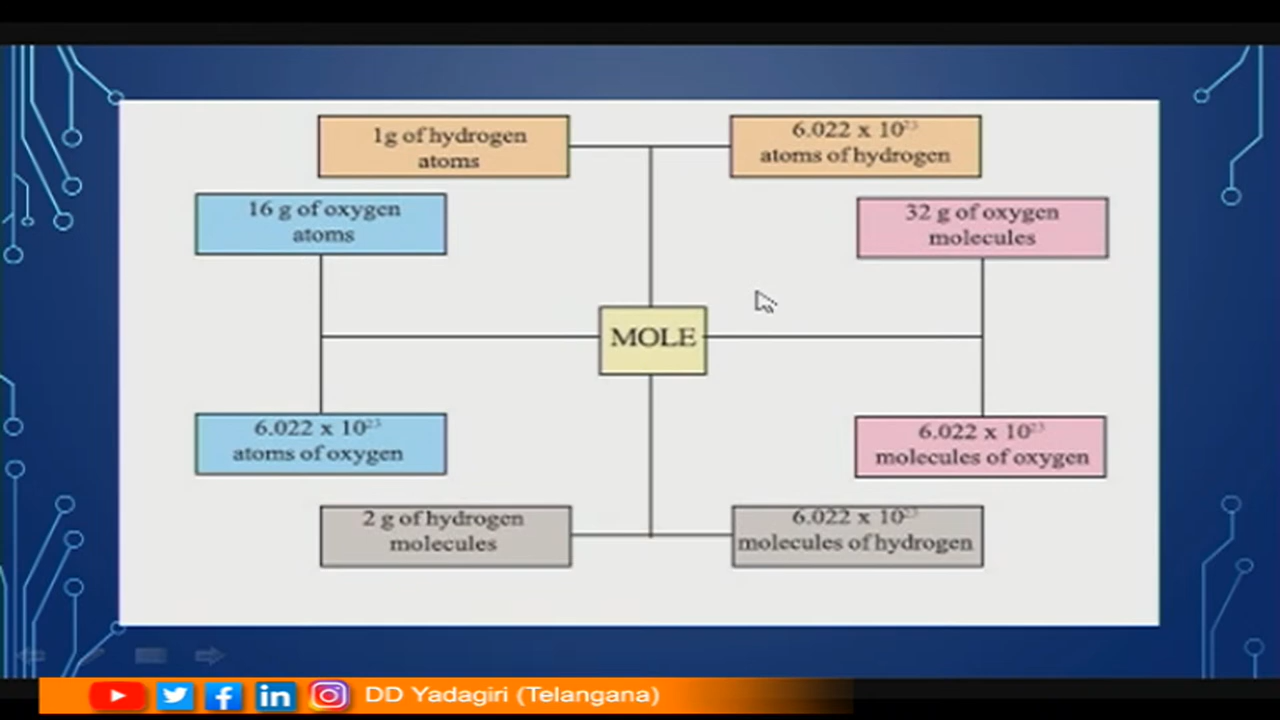 1g of hydrogen
atoms
6.022 x 10²³
atoms of hydrogen
16 g of oxygen
atoms
32 g of oxygen
molecules
MOLE
6.022 x 10²³
atoms of oxygen
6.022 x 10²³
molecules of oxygen
2 g of hydrogen
molecules
6.022 x 10²³
molecules of hydrogen
DD Yadagiri (Telangana)